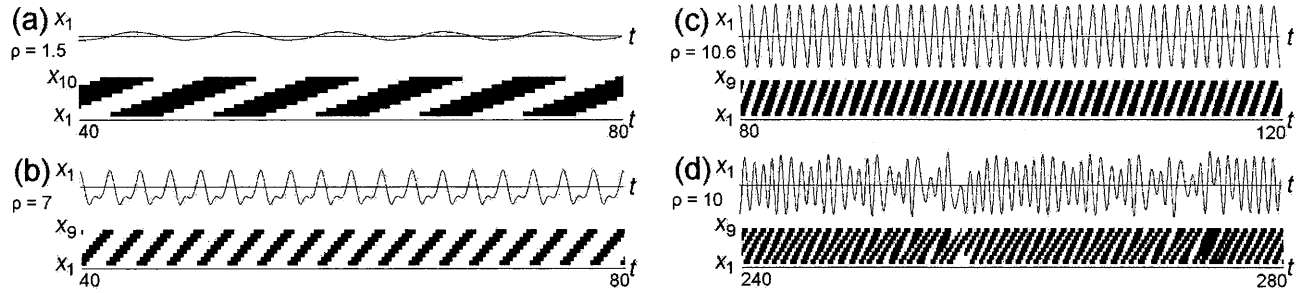 (a) x₁ t
ρ = 1.5
x₁₀
x₁
40 80 t
(b) x₁ t
ρ = 7
x₉
x₁
40 80 t
(c) x₁ t
ρ = 10.6
x₉
x₁
80 120 t
(d) x₁ t
ρ = 10
x₉
x₁
240 280 t